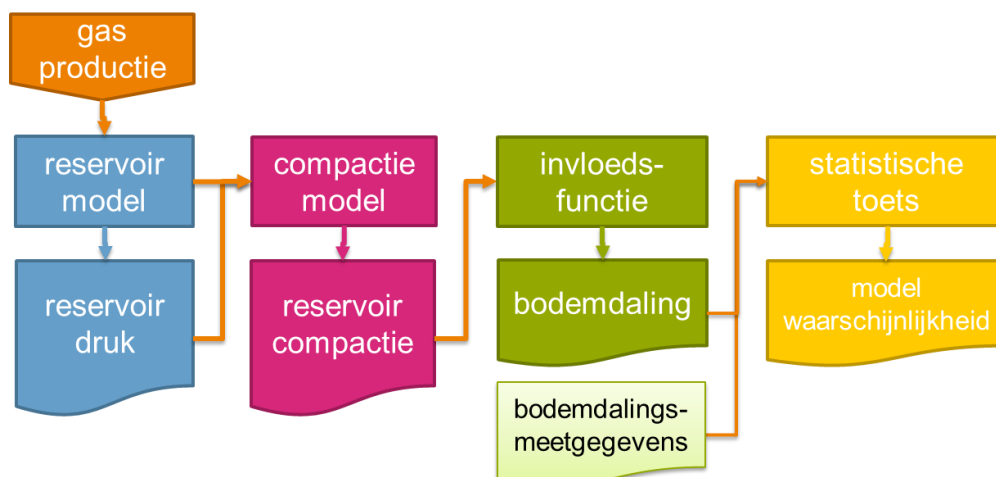 gas
productie
reservoir
model
compactie
model
invloeds-
functie
statistische
toets
reservoir
druk
reservoir
compactie
bodemdaling
model
waarschijnlijkheid
bodemdalings-
meetgegevens